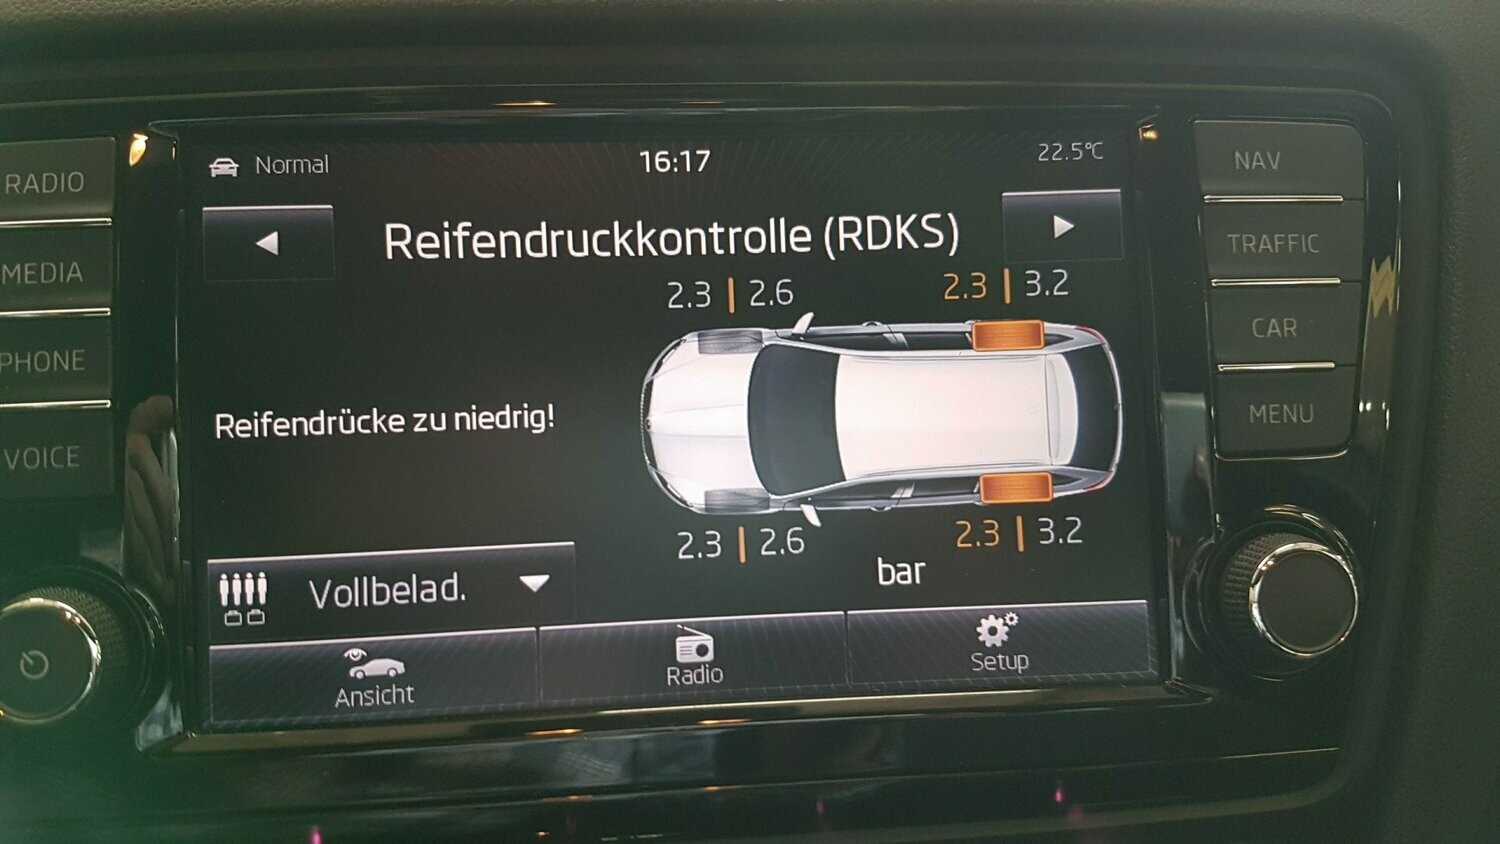 RADIO
MEDIA
PHONE
VOICE
Normal
16:17
22.5°C
Reifendruckkontrolle (RDKS)
2.3 | 2.6
2.3 | 3.2
Reifendrücke zu niedrig!
2.3 | 2.6
2.3 | 3.2
bar
Vollbelad.
Ansicht
Radio
Setup
NAV
TRAFFIC
CAR
MENU